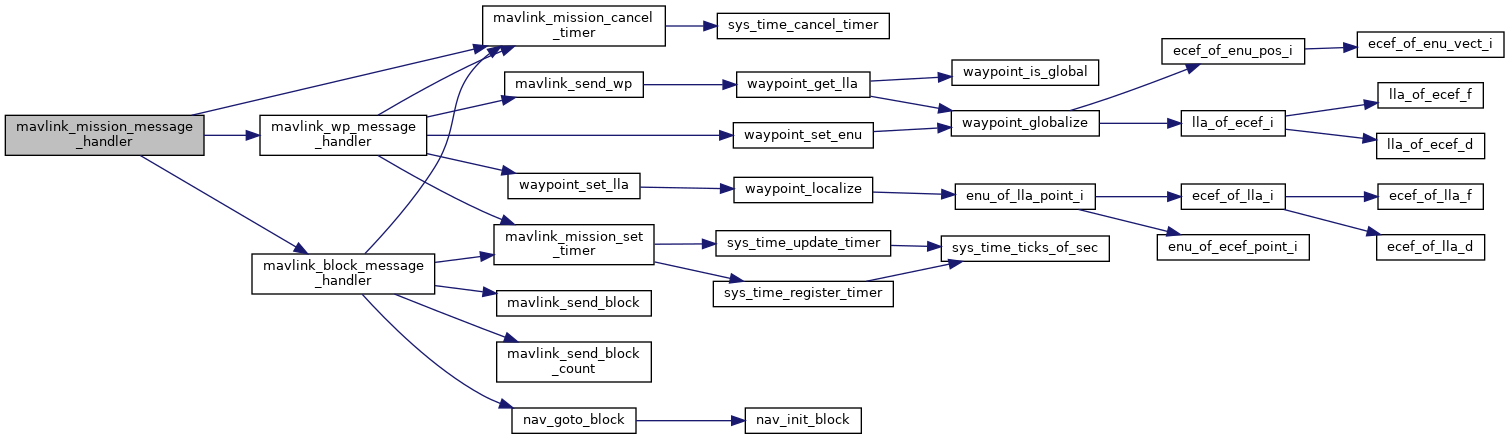 mavlink_mission_message
_handler
mavlink_mission_cancel
_timer
mavlink_wp_message
_handler
mavlink_block_message
_handler
sys_time_cancel_timer
mavlink_send_wp
waypoint_get_lla
waypoint_is_global
waypoint_globalize
waypoint_set_enu
ecef_of_enu_pos_i
ecef_of_enu_vect_i
lla_of_ecef_i
lla_of_ecef_f
lla_of_ecef_d
waypoint_set_lla
waypoint_localize
enu_of_lla_point_i
ecef_of_lla_i
ecef_of_lla_f
ecef_of_lla_d
enu_of_ecef_point_i
mavlink_mission_set
_timer
sys_time_update_timer
sys_time_ticks_of_sec
sys_time_register_timer
mavlink_send_block
mavlink_send_block
_count
nav_goto_block
nav_init_block